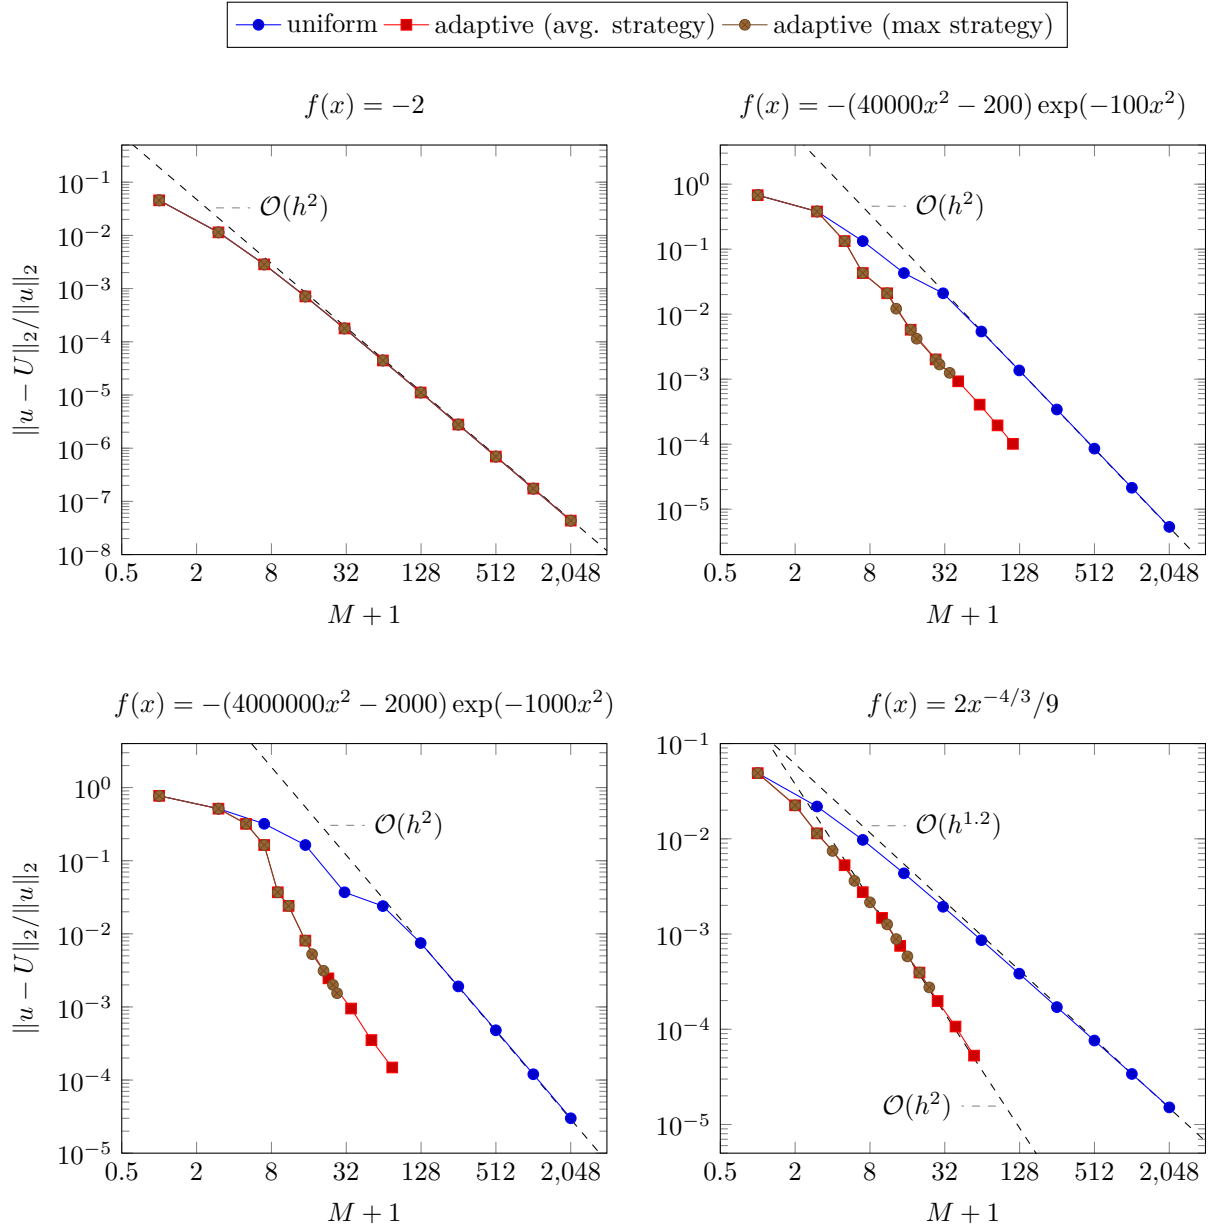 uniform adaptive (avg. strategy) adaptive (max strategy)
f(x) = −2
10⁻¹
10⁻²
10⁻³
10⁻⁴
10⁻⁵
10⁻⁶
10⁻⁷
10⁻⁸
‖u − U‖₂/‖u‖₂
O(h²)
0.5 2 8 32 128 512 2,048
M + 1
f(x) = −(40000x² − 200) exp(−100x²)
10⁰
10⁻¹
10⁻²
10⁻³
10⁻⁴
10⁻⁵
O(h²)
0.5 2 8 32 128 512 2,048
M + 1
f(x) = −(4000000x² − 2000) exp(−1000x²)
10⁰
10⁻¹
10⁻²
10⁻³
10⁻⁴
10⁻⁵
‖u − U‖₂/‖u‖₂
O(h²)
0.5 2 8 32 128 512 2,048
M + 1
f(x) = 2x⁻⁴/³/9
10⁻¹
10⁻²
10⁻³
10⁻⁴
10⁻⁵
O(h¹·²)
O(h²)
0.5 2 8 32 128 512 2,048
M + 1